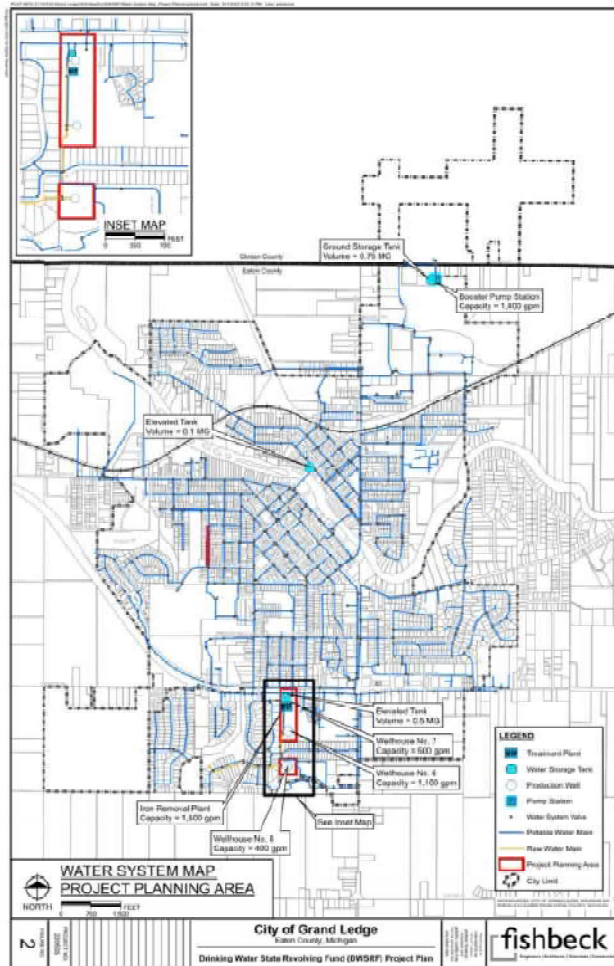 INSET MAP
FEET
Clinton County
Eaton County
Ground Storage Tank
Volume = 0.75 MG
Booster Pump Station
Capacity = 1,400 gpm
Elevated Tank
Volume = 0.1 MG
Elevated Tank
Volume = 0.5 MG
Wellhouse No. 7
Capacity = 500 gpm
Wellhouse No. 6
Capacity = 1,100 gpm
Iron Removal Plant
Capacity = 1,500 gpm
Wellhouse No. 8
Capacity = 400 gpm
See Inset Map
LEGEND
Treatment Plant
Water Storage Tank
Production Well
Pump Station
Water System Valve
Potable Water Main
Raw Water Main
Project Planning Area
City Limit
WATER SYSTEM MAP
PROJECT PLANNING AREA
NORTH
FEET
2
FIGURE NO.
PROJECT NO.
City of Grand Ledge
Eaton County, Michigan
Drinking Water State Revolving Fund (DWSRF) Project Plan
fishbeck